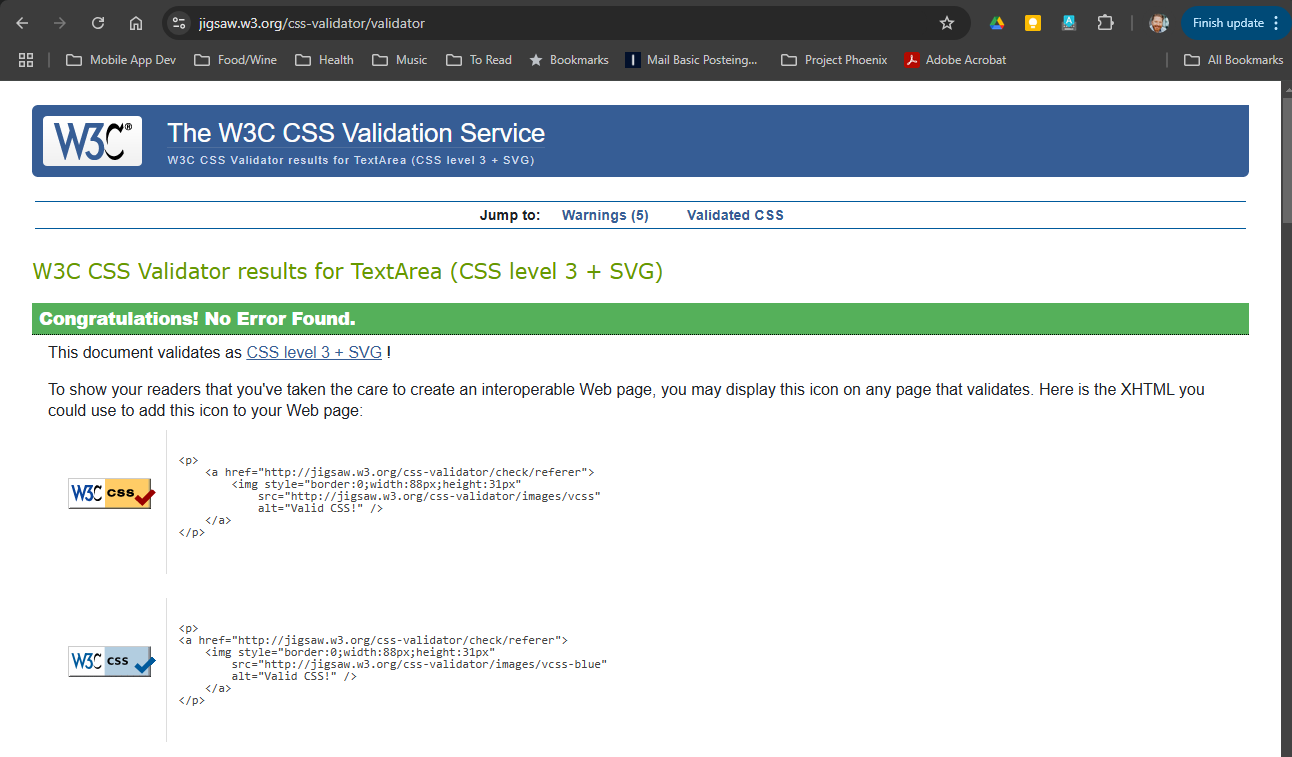 jigsaw.w3.org/css-validator/validator
Finish update
Mobile App Dev
Food/Wine
Health
Music
To Read
Bookmarks
Mail Basic Posteing...
Project Phoenix
Adobe Acrobat
All Bookmarks
W3C®
The W3C CSS Validation Service
W3C CSS Validator results for TextArea (CSS level 3 + SVG)
Jump to: Warnings (5) Validated CSS
W3C CSS Validator results for TextArea (CSS level 3 + SVG)
Congratulations! No Error Found.
This document validates as CSS level 3 + SVG !
To show your readers that you've taken the care to create an interoperable Web page, you may display this icon on any page that validates. Here is the XHTML you
could use to add this icon to your Web page:
W3C css
<p>
<a href="http://jigsaw.w3.org/css-validator/check/referer">
<img style="border:0;width:88px;height:31px"
src="http://jigsaw.w3.org/css-validator/images/vcss"
alt="Valid CSS!" />
</a>
</p>
W3C css
<p>
<a href="http://jigsaw.w3.org/css-validator/check/referer">
<img style="border:0;width:88px;height:31px"
src="http://jigsaw.w3.org/css-validator/images/vcss-blue"
alt="Valid CSS!" />
</a>
</p>